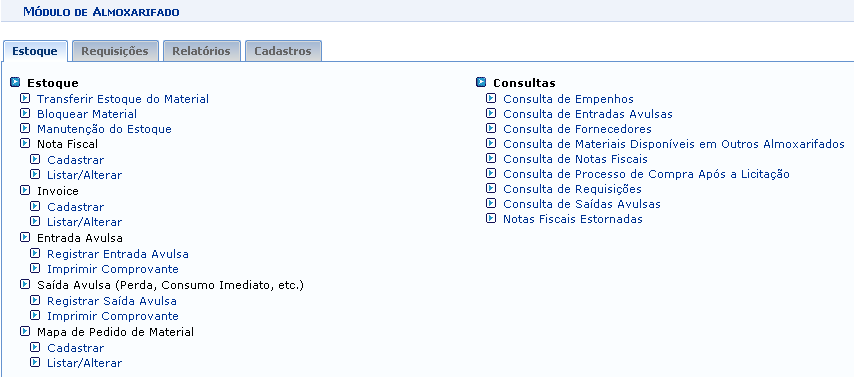 Módulo de Almoxarifado
Estoque
Requisições
Relatórios
Cadastros
Estoque
Transferir Estoque do Material
Bloquear Material
Manutenção do Estoque
Nota Fiscal
Cadastrar
Listar/Alterar
Invoice
Cadastrar
Listar/Alterar
Entrada Avulsa
Registrar Entrada Avulsa
Imprimir Comprovante
Saída Avulsa (Perda, Consumo Imediato, etc.)
Registrar Saída Avulsa
Imprimir Comprovante
Mapa de Pedido de Material
Cadastrar
Listar/Alterar
Consultas
Consulta de Empenhos
Consulta de Entradas Avulsas
Consulta de Fornecedores
Consulta de Materiais Disponíveis em Outros Almoxarifados
Consulta de Notas Fiscais
Consulta de Processo de Compra Após a Licitação
Consulta de Requisições
Consulta de Saídas Avulsas
Notas Fiscais Estornadas